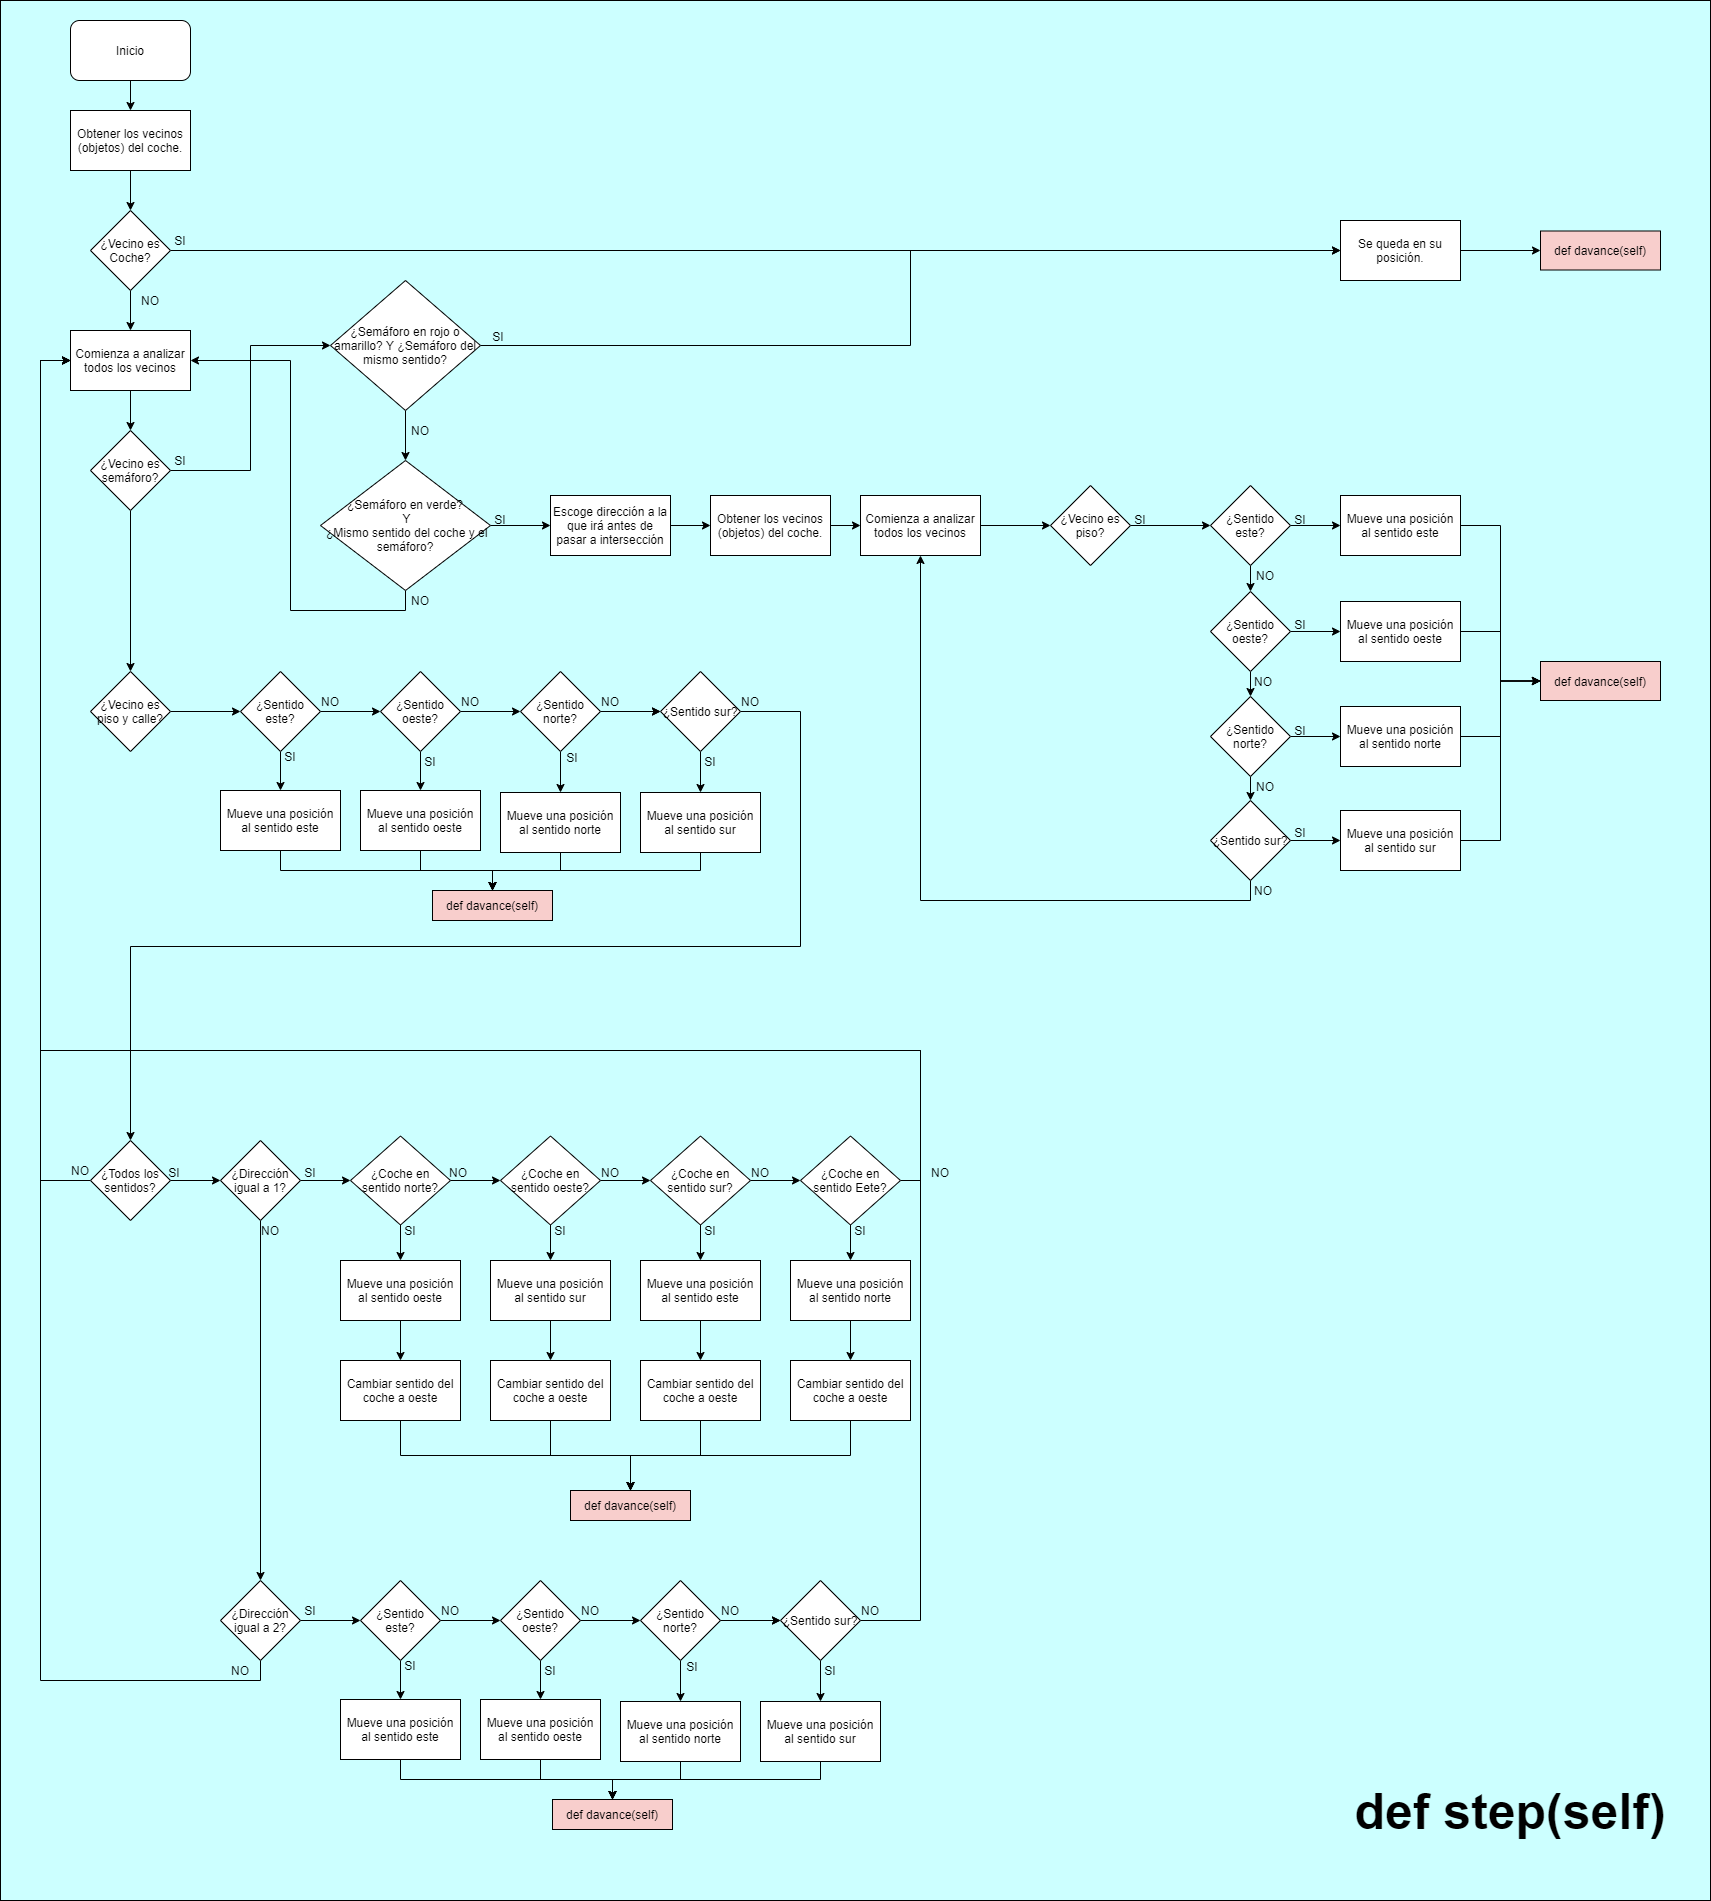 Inicio
Obtener los vecinos
(objetos) del coche.
¿Vecino es
Coche?
SI
NO
Se queda en su
posición.
def davance(self)
Comienza a analizar
todos los vecinos
¿Semáforo en rojo o
amarillo? Y ¿Semáforo del
mismo sentido?
SI
NO
¿Vecino es
semáforo?
SI
¿Semáforo en verde?
Y
¿Mismo sentido del coche y el
semáforo?
SI
NO
Escoge dirección a la
que irá antes de
pasar a intersección
Obtener los vecinos
(objetos) del coche.
Comienza a analizar
todos los vecinos
¿Vecino es
piso?
SI
¿Sentido
este?
SI
Mueve una posición
al sentido este
NO
¿Sentido
oeste?
SI
Mueve una posición
al sentido oeste
NO
¿Sentido
norte?
SI
Mueve una posición
al sentido norte
NO
¿Sentido sur?
SI
Mueve una posición
al sentido sur
NO
def davance(self)
¿Vecino es
piso y calle?
¿Sentido
este?
NO
¿Sentido
oeste?
NO
¿Sentido
norte?
NO
¿Sentido sur?
NO
SI
SI
SI
SI
Mueve una posición
al sentido este
Mueve una posición
al sentido oeste
Mueve una posición
al sentido norte
Mueve una posición
al sentido sur
def davance(self)
NO
¿Todos los
sentidos?
SI
¿Dirección
igual a 1?
SI
NO
¿Coche en
sentido norte?
NO
¿Coche en
sentido oeste?
NO
¿Coche en
sentido sur?
NO
¿Coche en
sentido Eete?
NO
SI
SI
SI
SI
Mueve una posición
al sentido oeste
Mueve una posición
al sentido sur
Mueve una posición
al sentido este
Mueve una posición
al sentido norte
Cambiar sentido del
coche a oeste
Cambiar sentido del
coche a oeste
Cambiar sentido del
coche a oeste
Cambiar sentido del
coche a oeste
def davance(self)
¿Dirección
igual a 2?
SI
NO
¿Sentido
este?
NO
¿Sentido
oeste?
NO
¿Sentido
norte?
NO
¿Sentido sur?
NO
SI
SI
SI
SI
Mueve una posición
al sentido este
Mueve una posición
al sentido oeste
Mueve una posición
al sentido norte
Mueve una posición
al sentido sur
def davance(self)
def step(self)